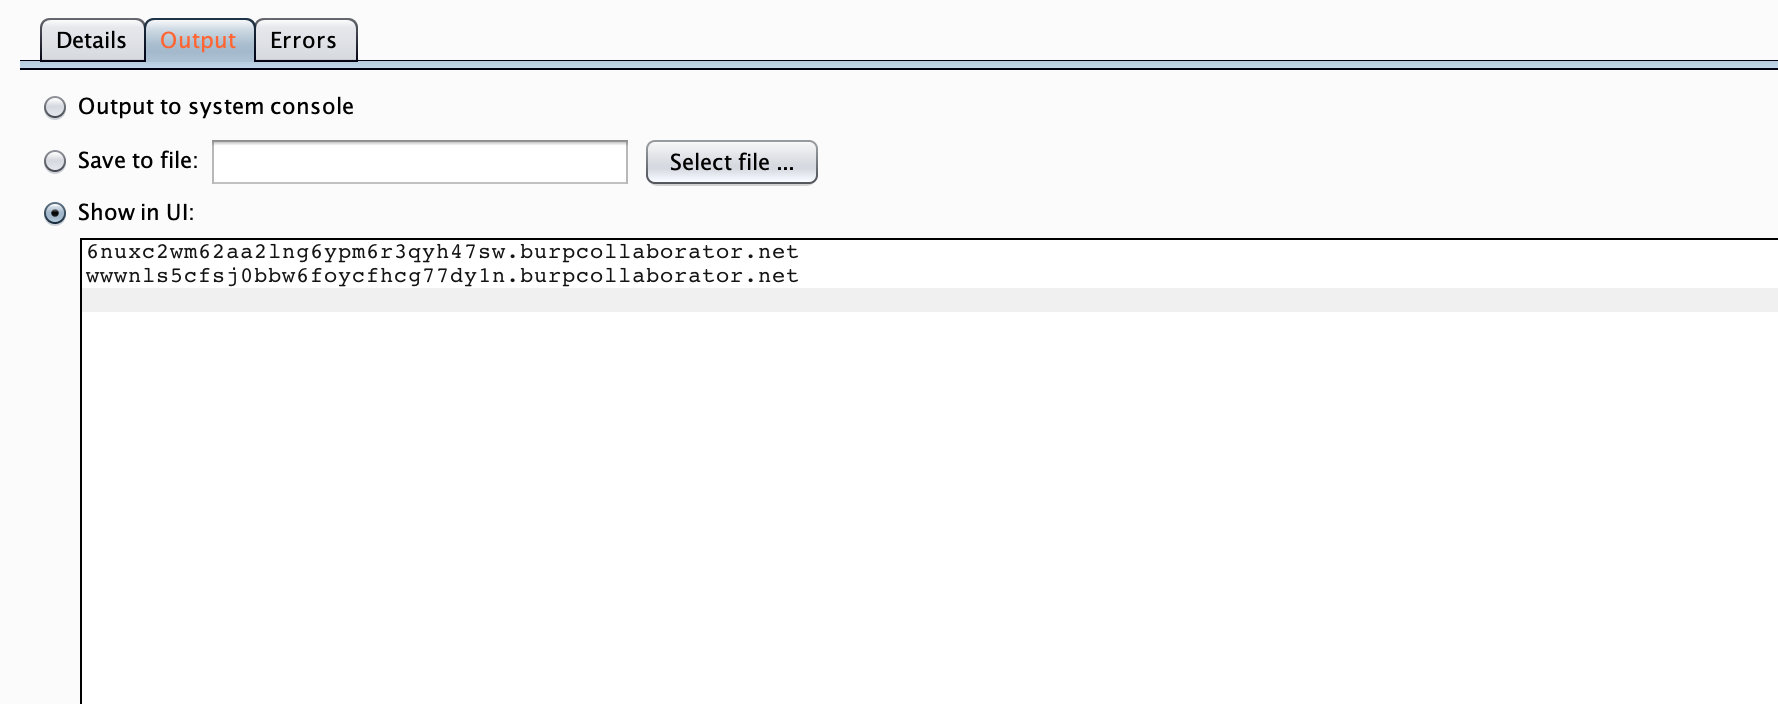 Details Output Errors
Output to system console
Save to file: Select file ...
Show in UI:
6nuxc2wm62aa2lng6ypm6r3qyh47sw.burpcollaborator.net
wwwnls5cfsj0bbw6foycfhcg77dy1n.burpcollaborator.net